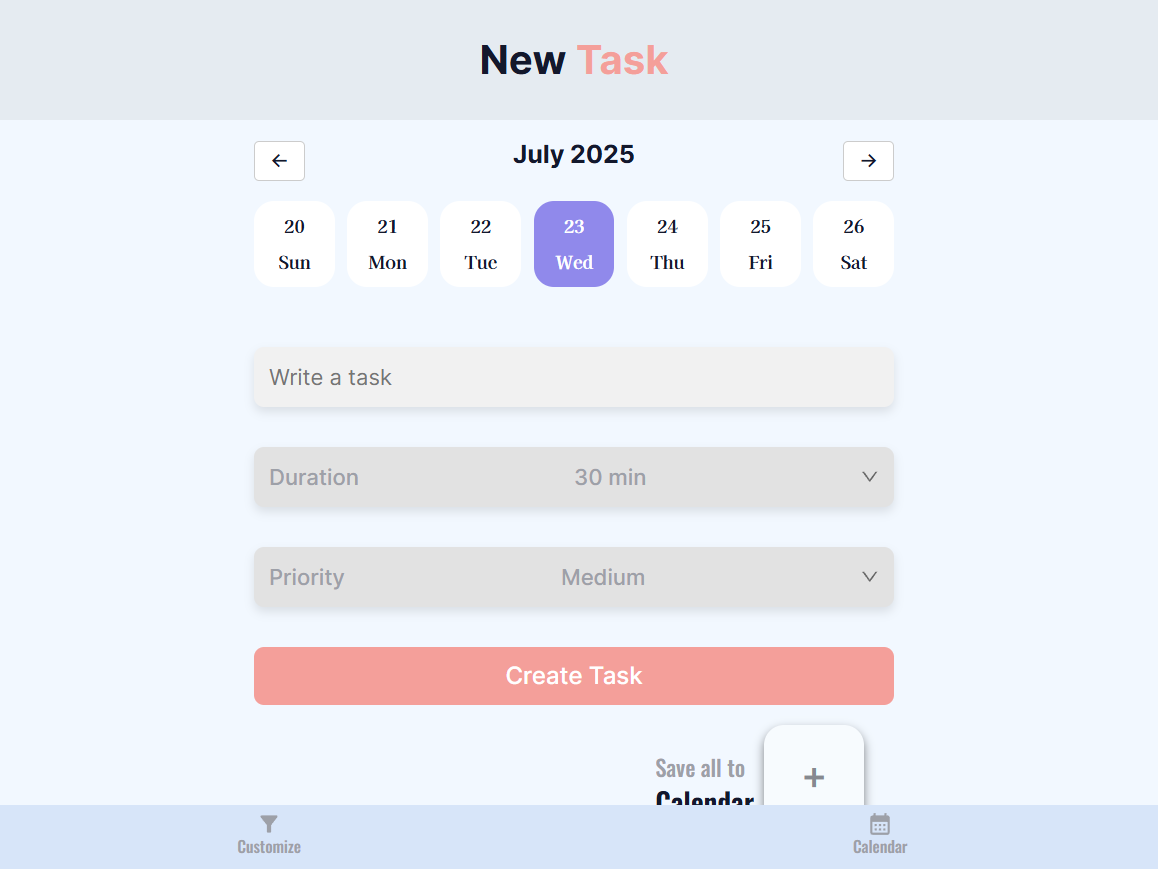 New Task
← July 2025 →
20 21 22 23 24 25 26
Sun Mon Tue Wed Thu Fri Sat
Write a task
Duration 30 min
Priority Medium
Create Task
Save all to
Calendar
+
Customize Calendar